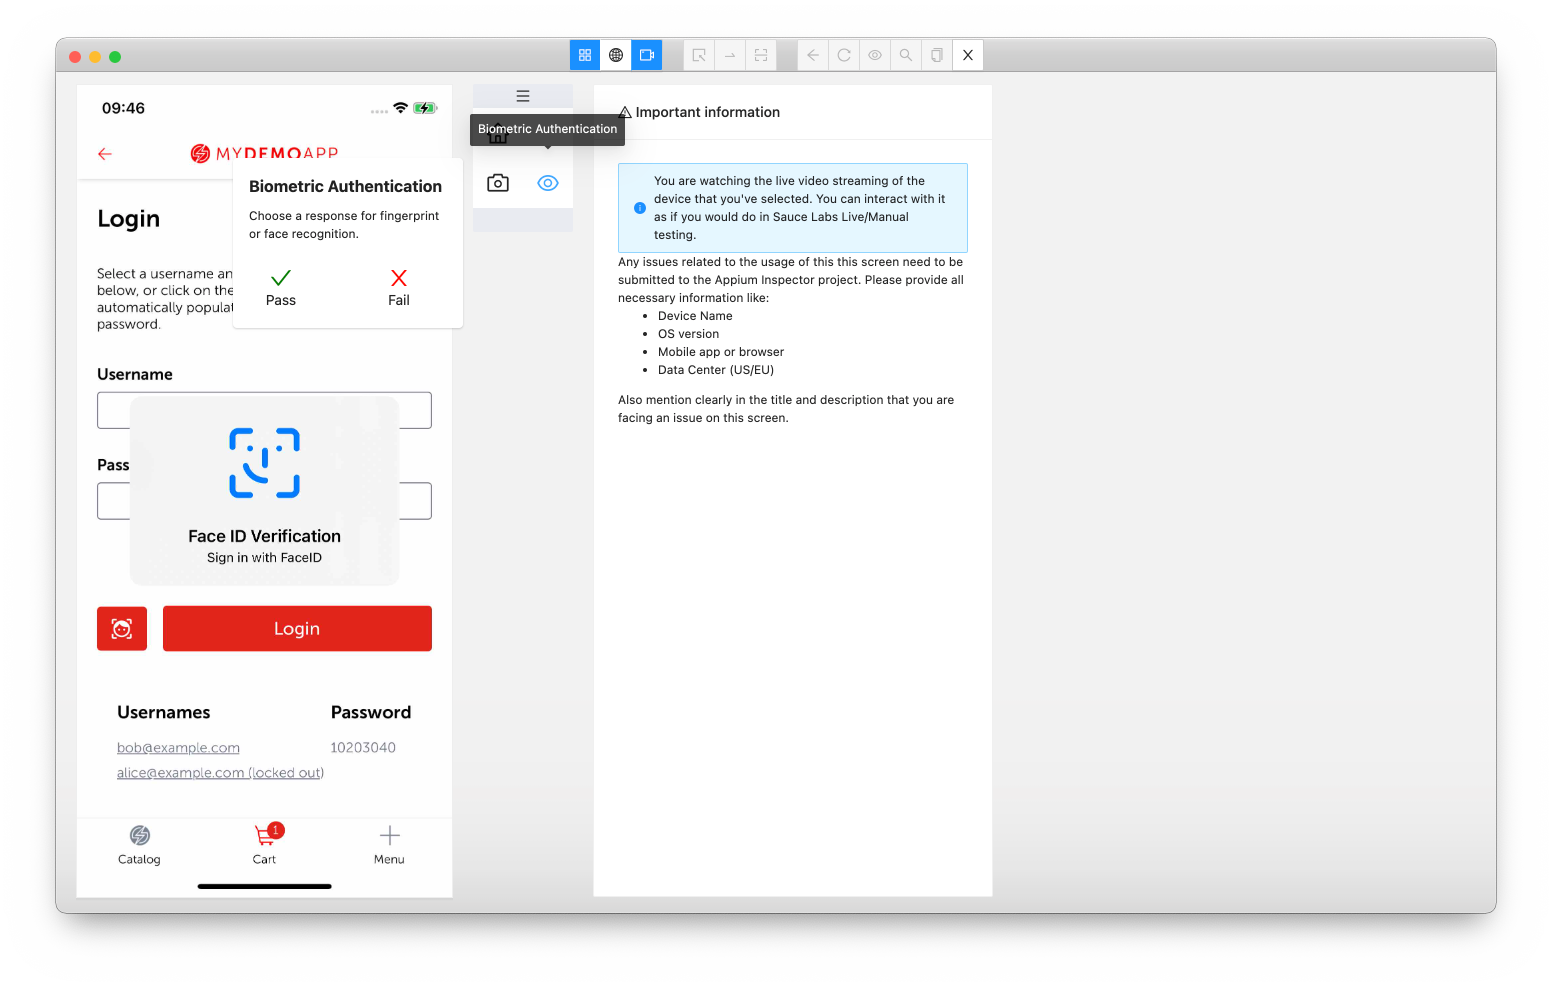 09:46
MYDEMOAPP
Biometric Authentication
Biometric Authentication
Choose a response for fingerprint
or face recognition.
Pass
Fail
Login
Select a username an
below, or click on the
automatically populat
password.
Username
Pass
Face ID Verification
Sign in with FaceID
Login
Usernames
Password
bob@example.com
10203040
alice@example.com (locked out)
Catalog
1
Cart
Menu
Important information
You are watching the live video streaming of the
device that you've selected. You can interact with it
as if you would do in Sauce Labs Live/Manual
testing.
Any issues related to the usage of this this screen need to be
submitted to the Appium Inspector project. Please provide all
necessary information like:
• Device Name
• OS version
• Mobile app or browser
• Data Center (US/EU)
Also mention clearly in the title and description that you are
facing an issue on this screen.